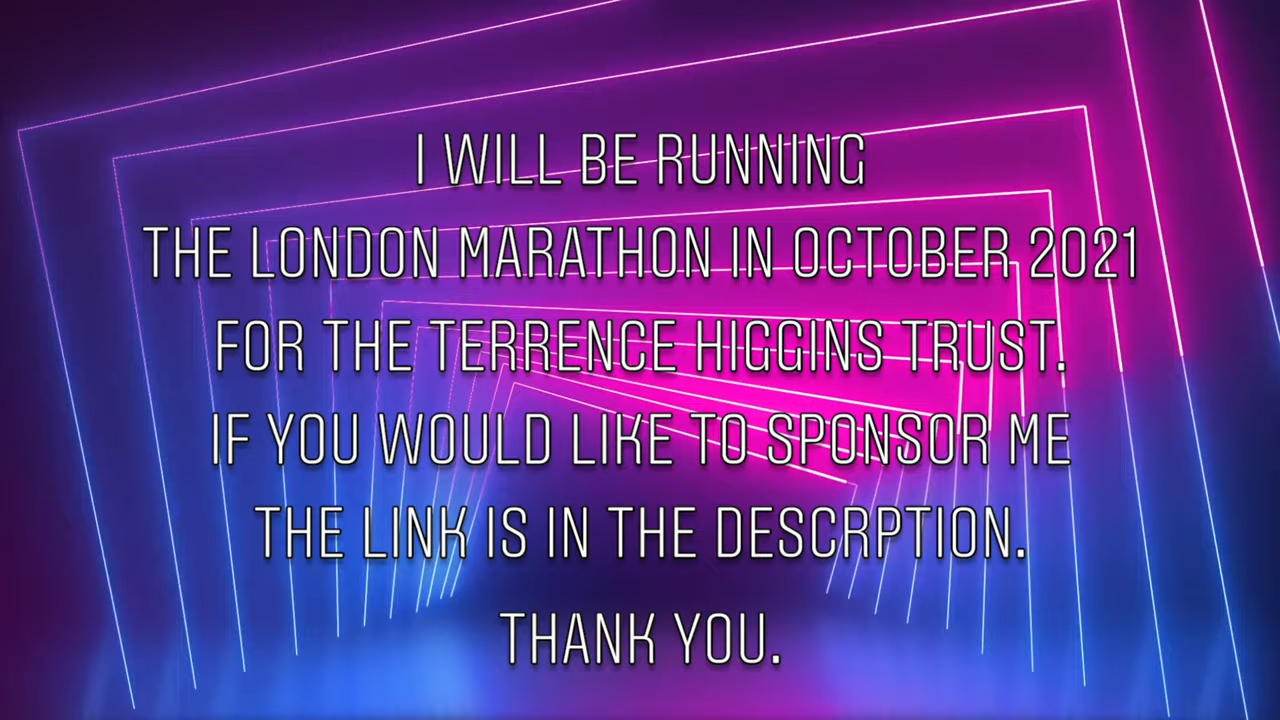 I WILL BE RUNNING
THE LONDON MARATHON IN OCTOBER 2021
FOR THE TERRENCE HIGGINS TRUST.
IF YOU WOULD LIKE TO SPONSOR ME
THE LINK IS IN THE DESCRPTION.
THANK YOU.